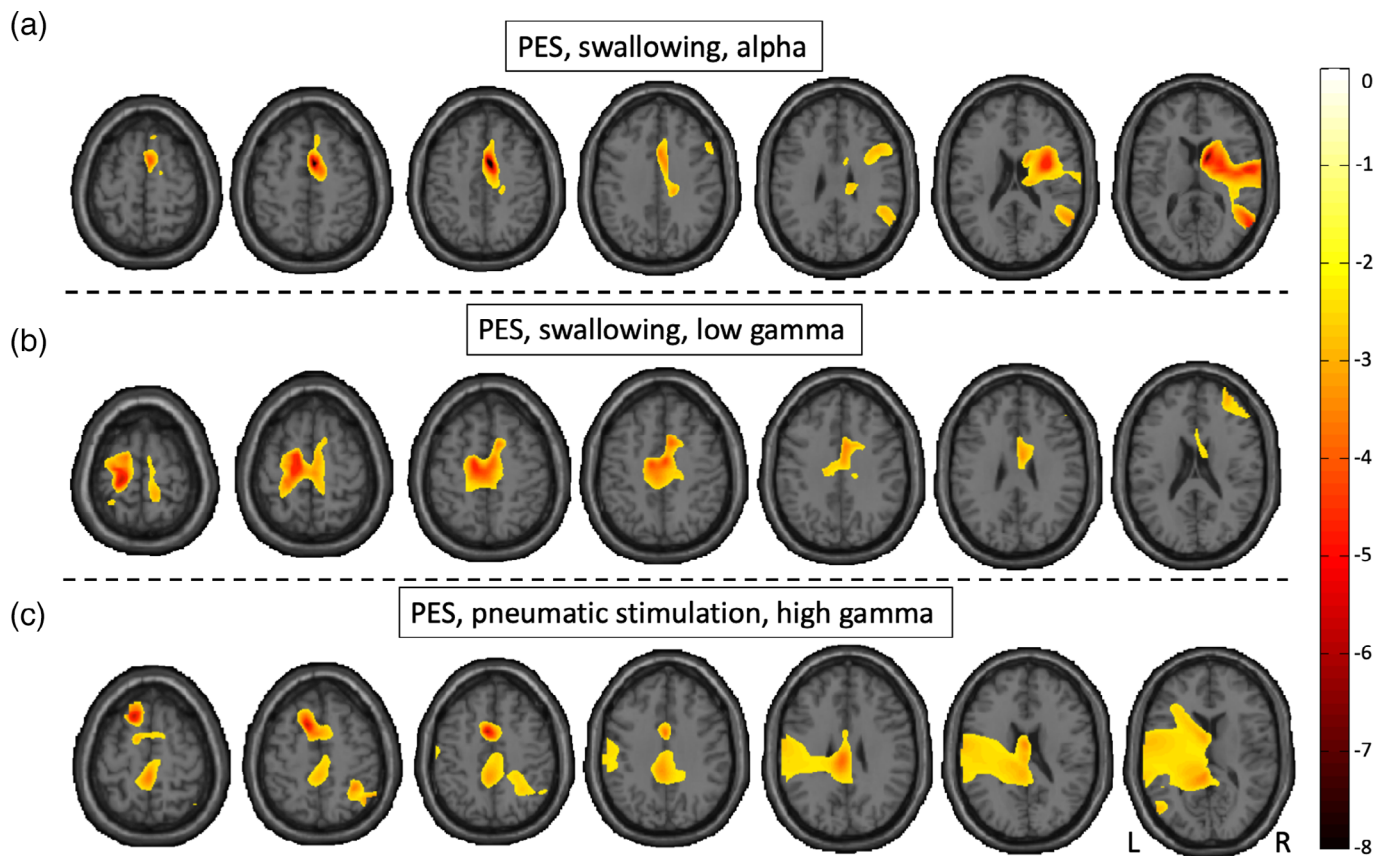 (a)
PES, swallowing, alpha
0
-1
-2
-3
-4
-5
-6
-7
-8
(b)
PES, swallowing, low gamma
(c)
PES, pneumatic stimulation, high gamma
L R